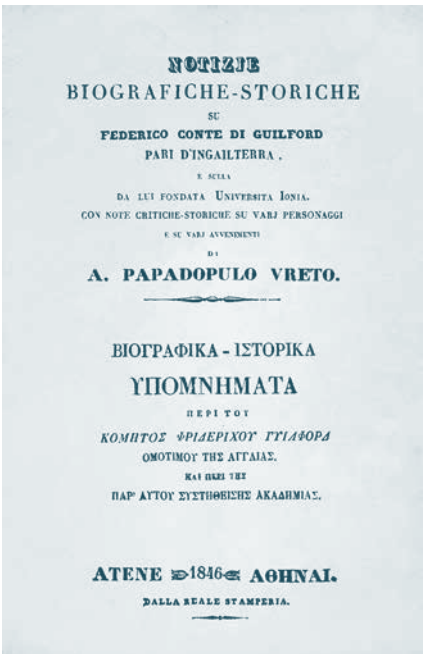 NOTIZIE
BIOGRAFICHE-STORICHE
SU
FEDERICO CONTE DI GUILFORD
PARI D'INGAILTERRA.
E SULLA
DA LUI FONDATA UNIVERSITA IONIA.
CON NOTE CRITICHE-STORICHE SU VARJ PERSONAGGI
E SU VARJ AVVENIMENTI
DI
A. PAPADOPULO VRETO.
ΒΙΟΓΡΑΦΙΚΑ - ΙΣΤΟΡΙΚΑ
ΥΠΟΜΝΗΜΑΤΑ
ΠΕΡΙ ΤΟΥ
ΚΟΜΗΤΟΣ ΦΡΙΔΕΡΙΧΟΥ ΓΥΙΛΦΟΡΔ
ΟΜΟΤΙΜΟΥ ΤΗΣ ΑΓΓΛΙΑΣ.
ΚΑΙ ΠΕΡΙ ΤΗΣ
ΠΑΡ' ΑΥΤΟΥ ΣΥΣΤΗΘΕΙΣΗΣ ΑΚΑΔΗΜΙΑΣ.
ATENE 1846 ΑΘΗΝΑΙ.
DALLA REALE STAMPERIA.